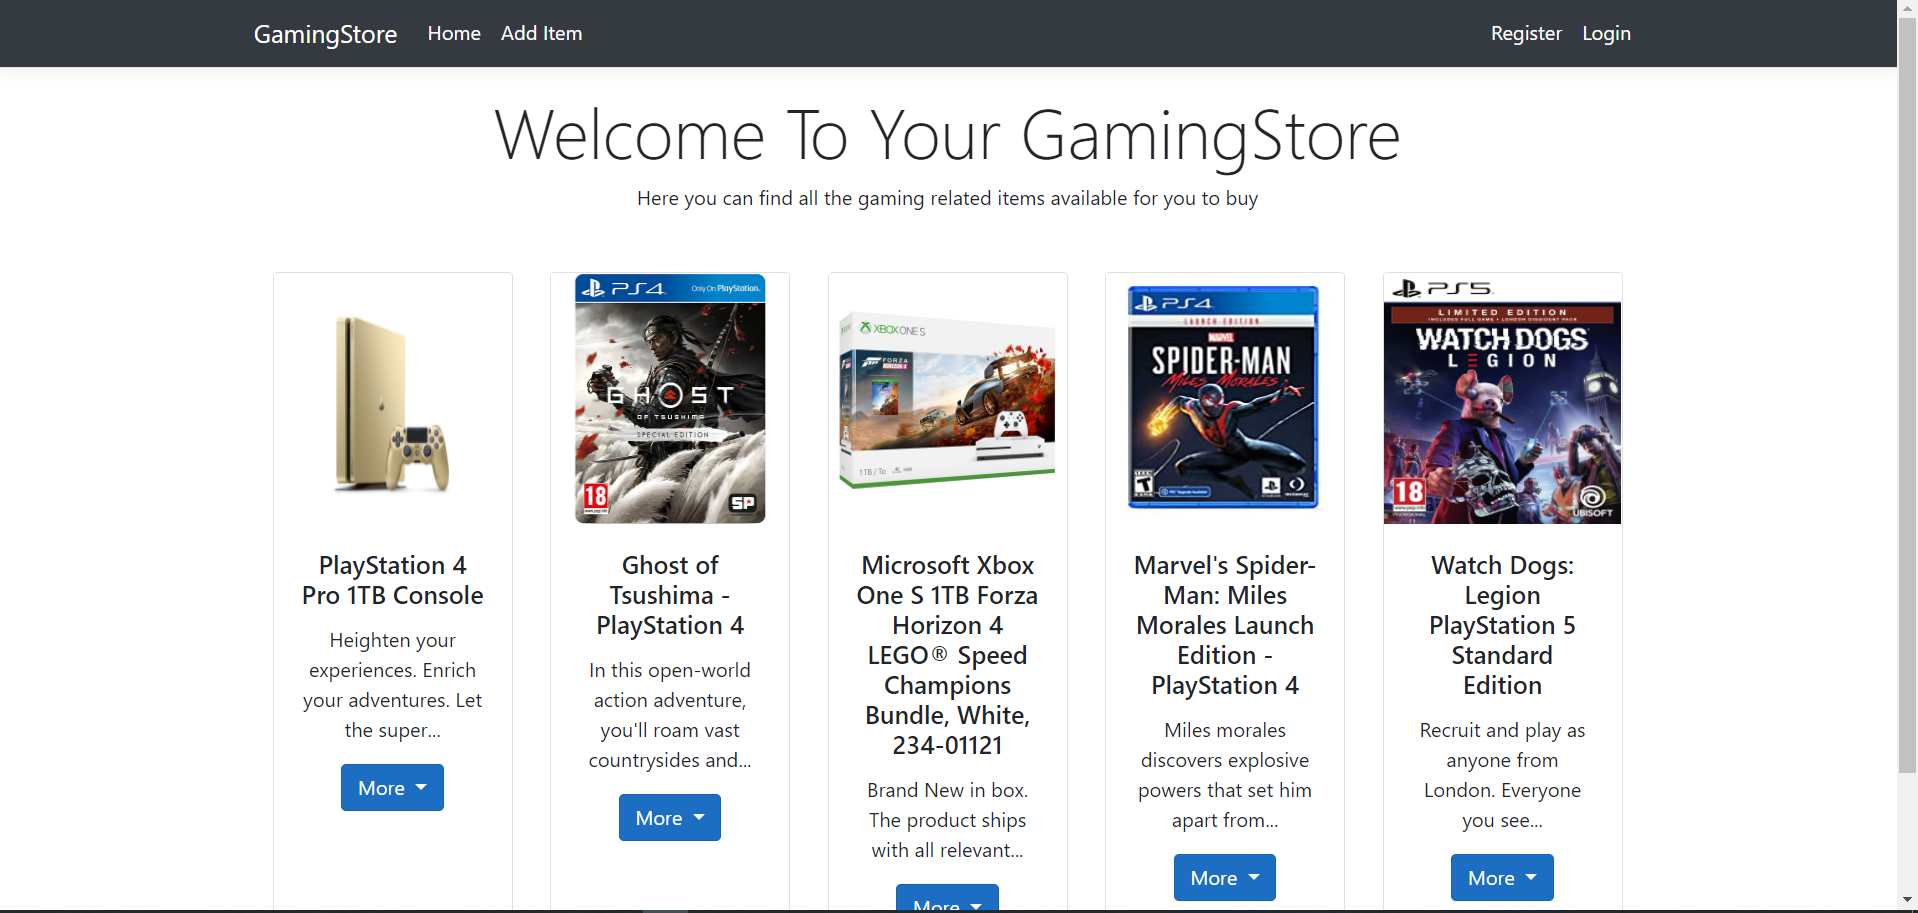 GamingStore Home Add Item Register Login
Welcome To Your GamingStore
Here you can find all the gaming related items available for you to buy
PlayStation 4
Pro 1TB Console
Heighten your
experiences. Enrich
your adventures. Let
the super...
More
PS4 Only On PlayStation.
GHOST
OF TSUSHIMA
SPECIAL EDITION
18
SP
Ghost of
Tsushima -
PlayStation 4
In this open-world
action adventure,
you'll roam vast
countrysides and...
More
XBOX ONE S
FORZA
HORIZON 4
1TB / To
Microsoft Xbox
One S 1TB Forza
Horizon 4
LEGO® Speed
Champions
Bundle, White,
234-01121
Brand New in box.
The product ships
with all relevant...
More
PS4
LAUNCH EDITION
MARVEL
SPIDER-MAN
MILES MORALES
T
Marvel's Spider-
Man: Miles
Morales Launch
Edition -
PlayStation 4
Miles morales
discovers explosive
powers that set him
apart from...
More
PS5
LIMITED EDITION
INCLUDES FULL GAME + LONDON DISSIDENT PACK
WATCH DOGS
LEGION
18
UBISOFT
Watch Dogs:
Legion
PlayStation 5
Standard
Edition
Recruit and play as
anyone from
London. Everyone
you see...
More